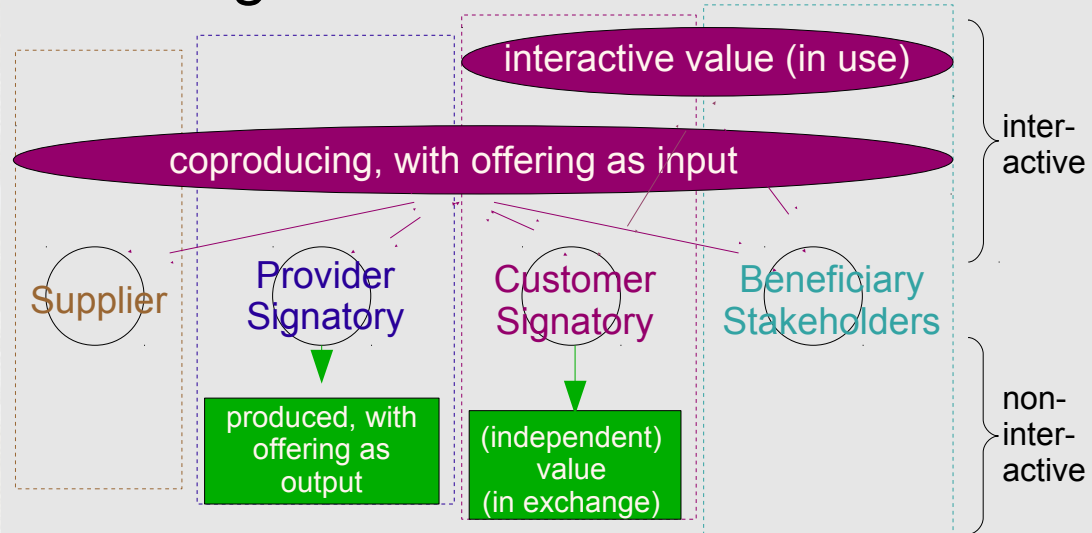 interactive value (in use)
coproducing, with offering as input
inter-
active
Supplier
Provider
Signatory
Customer
Signatory
Beneficiary
Stakeholders
produced, with
offering as
output
(independent)
value
(in exchange)
non-
inter-
active